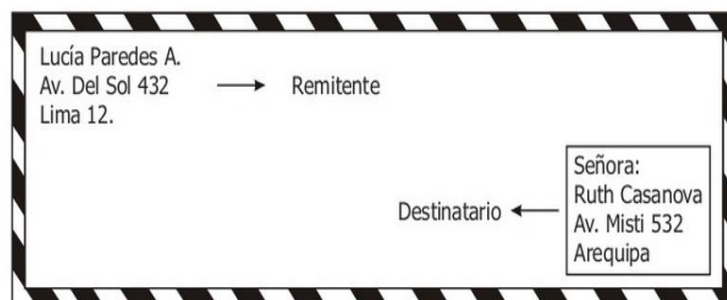 Lucía Paredes A.
Av. Del Sol 432
Lima 12.
Remitente
Destinatario
Señora:
Ruth Casanova
Av. Misti 532
Arequipa